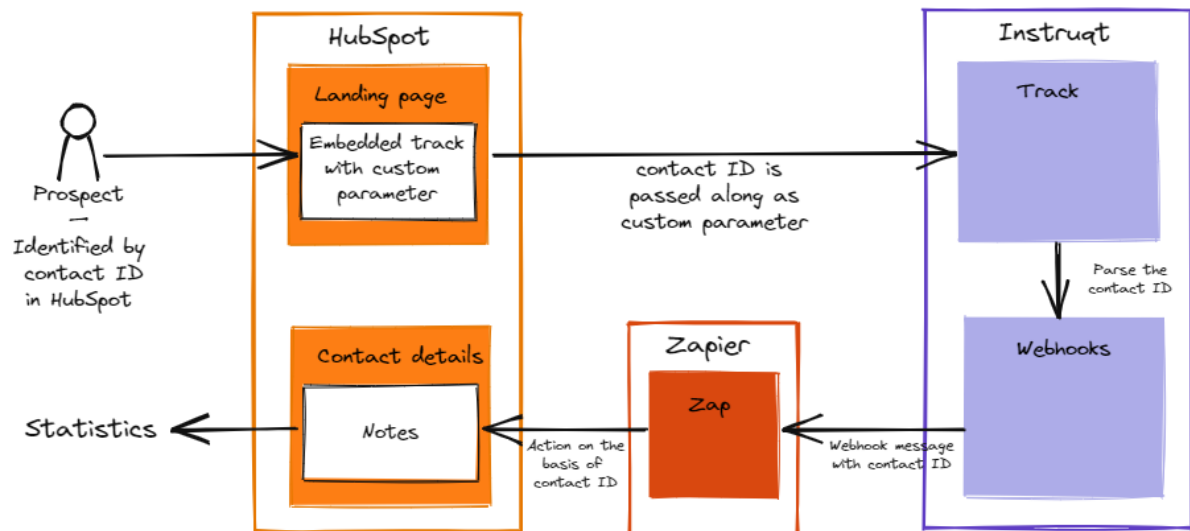 HubSpot
Instruqt
Landing page
Track
Embedded track
with custom
parameter
contact ID is
passed along as
custom parameter
Prospect
—
Identified by
contact ID
in HubSpot
Parse the
contact ID
Contact details
Zapier
Webhooks
Zap
Notes
Statistics
Action on the
basis of
contact ID
Webhook message
with contact ID